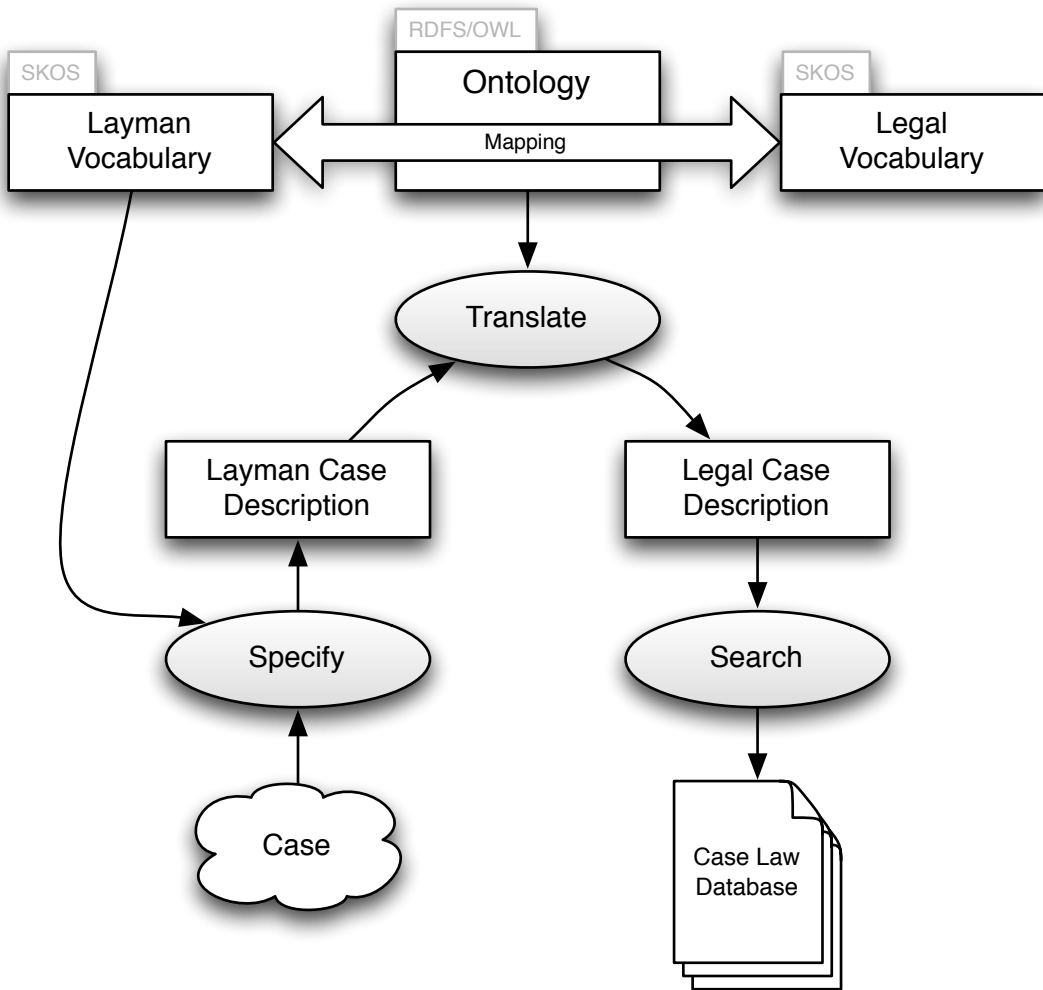 RDFS/OWL
SKOS
SKOS
Ontology
Layman
Vocabulary
Mapping
Legal
Vocabulary
Translate
Layman Case
Description
Legal Case
Description
Specify
Search
Case
Case Law
Database